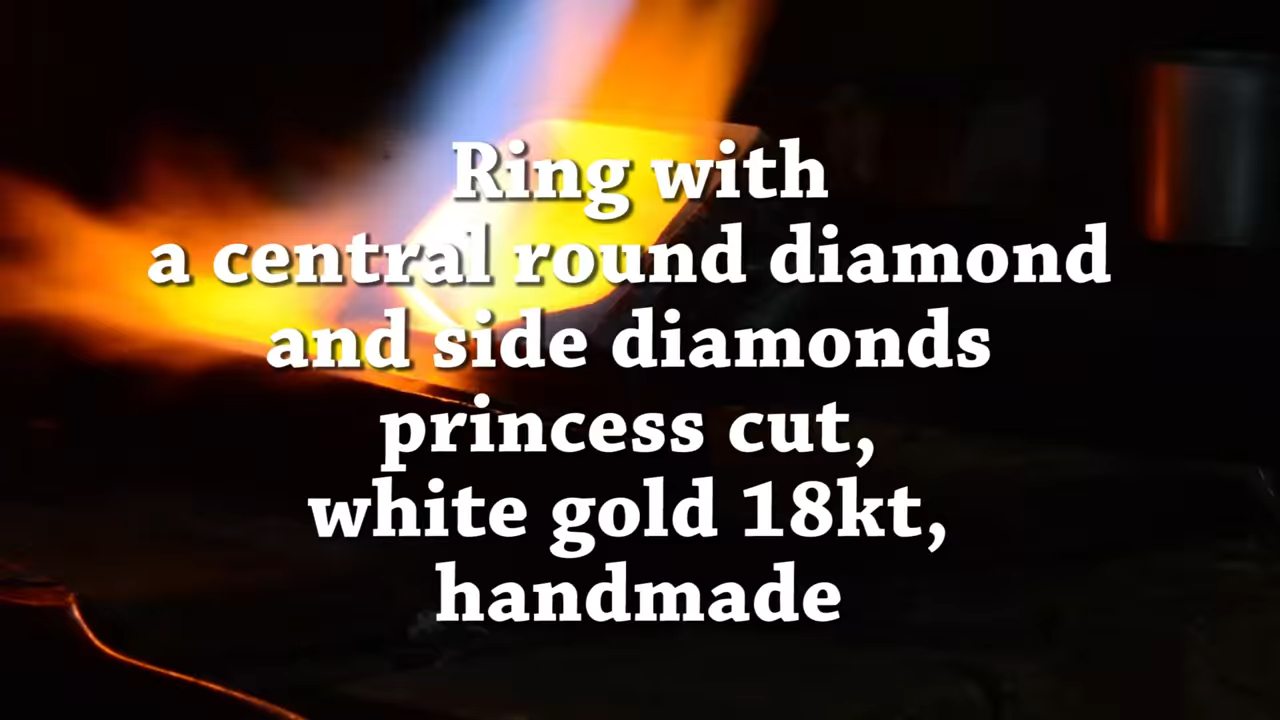 Ring with
a central round diamond
and side diamonds
princess cut,
white gold 18kt,
handmade